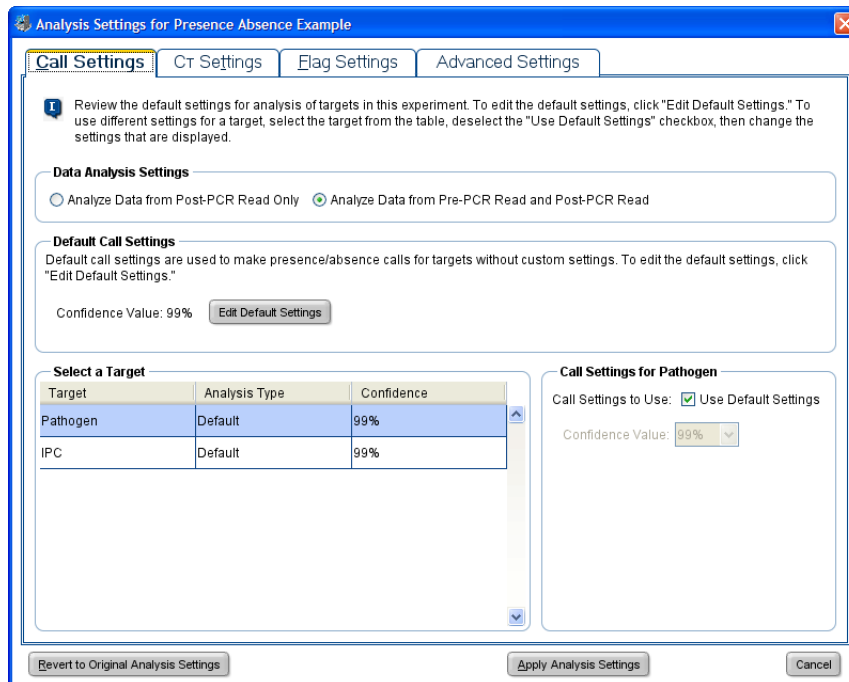 Analysis Settings for Presence Absence Example
Call Settings
CT Settings
Flag Settings
Advanced Settings
Review the default settings for analysis of targets in this experiment. To edit the default settings, click "Edit Default Settings." To
use different settings for a target, select the target from the table, deselect the "Use Default Settings" checkbox, then change the
settings that are displayed.
Data Analysis Settings
Analyze Data from Post-PCR Read Only
Analyze Data from Pre-PCR Read and Post-PCR Read
Default Call Settings
Default call settings are used to make presence/absence calls for targets without custom settings. To edit the default settings, click
"Edit Default Settings."
Confidence Value: 99%
Edit Default Settings
Select a Target
Target Analysis Type Confidence
Pathogen Default 99%
IPC Default 99%
Call Settings for Pathogen
Call Settings to Use: Use Default Settings
Confidence Value: 99%
Revert to Original Analysis Settings
Apply Analysis Settings
Cancel